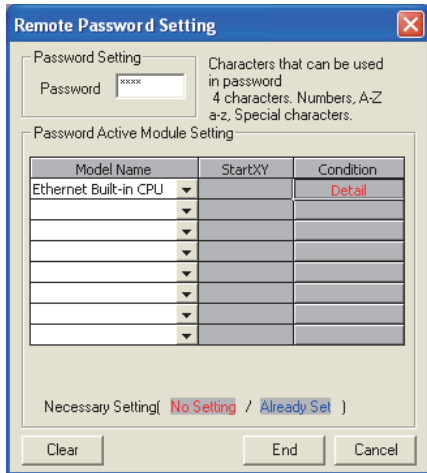 Remote Password Setting
Password Setting
Password
xxxx
Characters that can be used
in password
4 characters. Numbers, A-Z
a-z, Special characters.
Password Active Module Setting
Model Name StartXY Condition
Ethernet Built-in CPU Detail
Necessary Setting( No Setting / Already Set )
Clear End Cancel